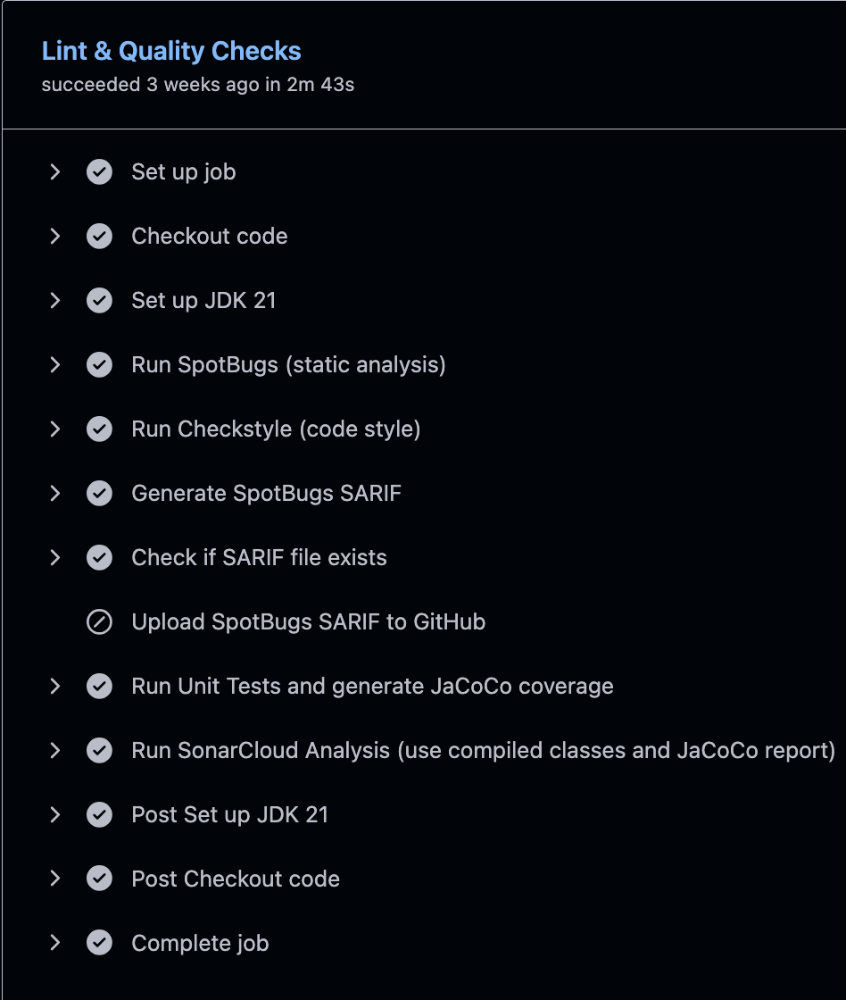 Lint & Quality Checks
succeeded 3 weeks ago in 2m 43s
Set up job
Checkout code
Set up JDK 21
Run SpotBugs (static analysis)
Run Checkstyle (code style)
Generate SpotBugs SARIF
Check if SARIF file exists
Upload SpotBugs SARIF to GitHub
Run Unit Tests and generate JaCoCo coverage
Run SonarCloud Analysis (use compiled classes and JaCoCo report)
Post Set up JDK 21
Post Checkout code
Complete job